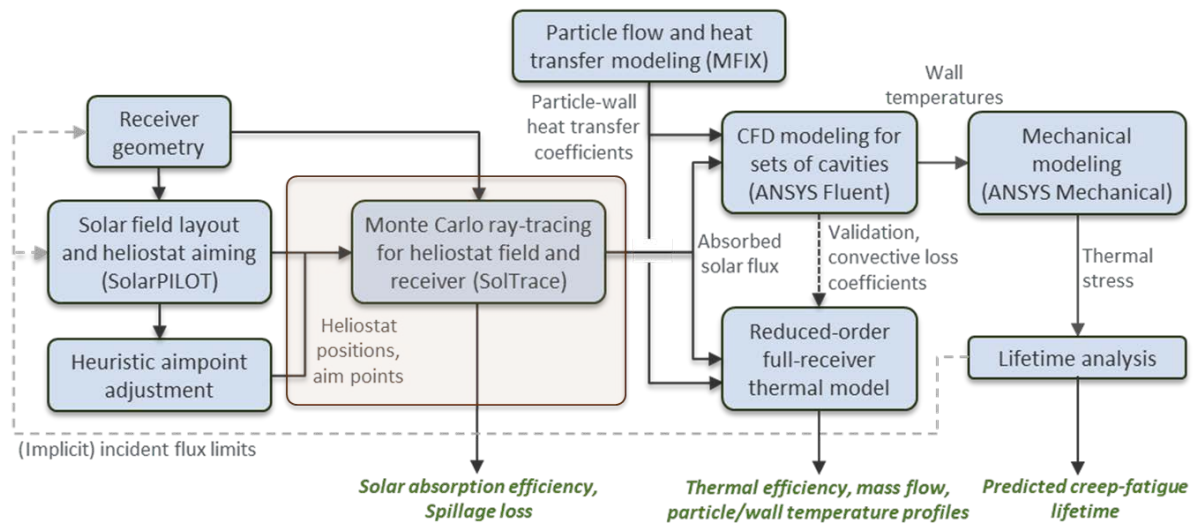 Particle flow and heat
transfer modeling (MFIX)
Receiver
geometry
Particle-wall
heat transfer
coefficients
Wall
temperatures
CFD modeling for
sets of cavities
(ANSYS Fluent)
Mechanical
modeling
(ANSYS Mechanical)
Solar field layout
and heliostat aiming
(SolarPILOT)
Monte Carlo ray-tracing
for heliostat field and
receiver (SolTrace)
Absorbed
solar flux
Validation,
convective loss
coefficients
Thermal
stress
Heuristic aimpoint
adjustment
Heliostat
positions,
aim points
Reduced-order
full-receiver
thermal model
Lifetime analysis
(Implicit) incident flux limits
Solar absorption efficiency,
Spillage loss
Thermal efficiency, mass flow,
particle/wall temperature profiles
Predicted creep-fatigue
lifetime